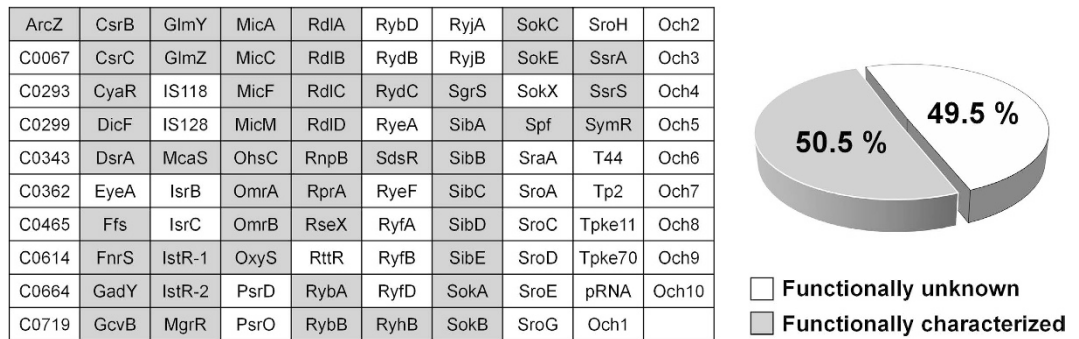 ArcZ CsrB GlmY MicA RdlA RybD RyjA SokC SroH Och2
C0067 CsrC GlmZ MicC RdlB RydB RyjB SokE SsrA Och3
C0293 CyaR IS118 MicF RdlC RydC SgrS SokX SsrS Och4
C0299 DicF IS128 MicM RdlD RyeA SibA Spf SymR Och5
C0343 DsrA McaS OhsC RnpB SdsR SibB SraA T44 Och6
C0362 EyeA IsrB OmrA RprA RyeF SibC SroA Tp2 Och7
C0465 Ffs IsrC OmrB RseX RyfA SibD SroC Tpke11 Och8
C0614 FnrS IstR-1 OxyS RttR RyfB SibE SroD Tpke70 Och9
C0664 GadY IstR-2 PsrD RybA RyfD SokA SroE pRNA Och10
C0719 GcvB MgrR PsrO RybB RyhB SokB SroG Och1
49.5 %
50.5 %
Functionally unknown
Functionally characterized